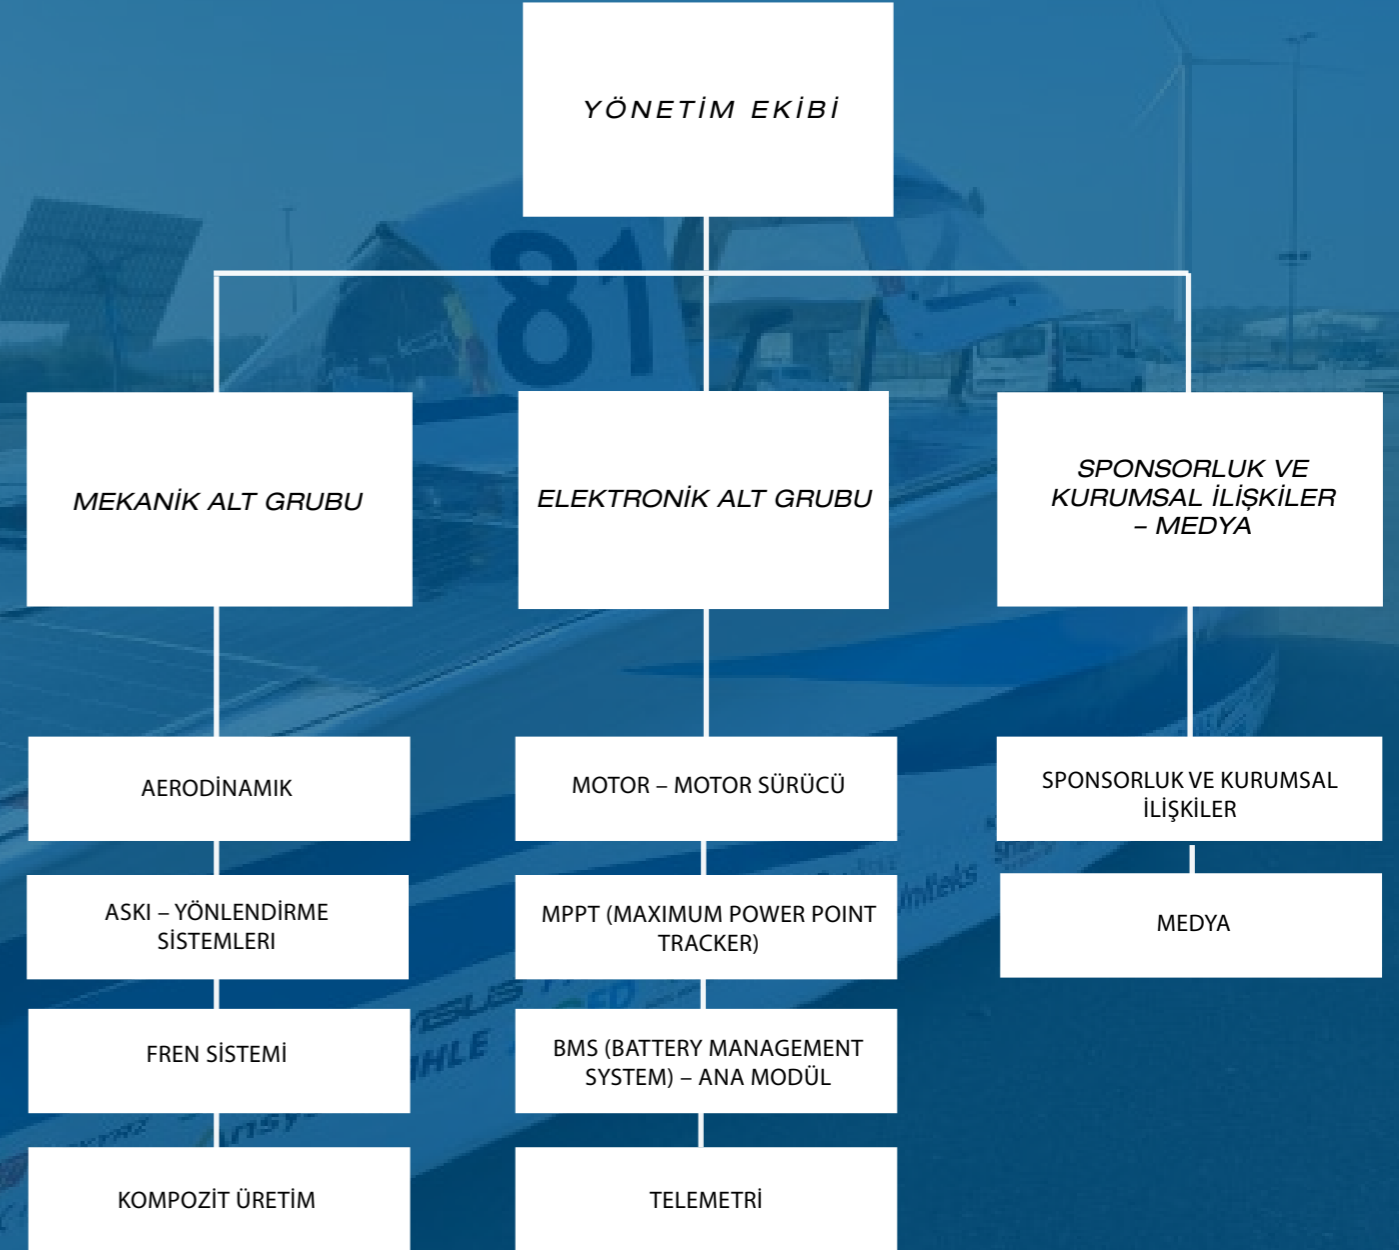 YÖNETİM EKİBİ
81
MEKANİK ALT GRUBU
ELEKTRONİK ALT GRUBU
SPONSORLUK VE
KURUMSAL İLİŞKİLER
– MEDYA
AERODİNAMIK
ASKI – YÖNLENDİRME
SİSTEMLERI
FREN SİSTEMİ
KOMPOZİT ÜRETİM
MOTOR – MOTOR SÜRÜCÜ
MPPT (MAXIMUM POWER POINT
TRACKER)
BMS (BATTERY MANAGEMENT
SYSTEM) – ANA MODÜL
TELEMETRİ
SPONSORLUK VE KURUMSAL
İLİŞKİLER
MEDYA